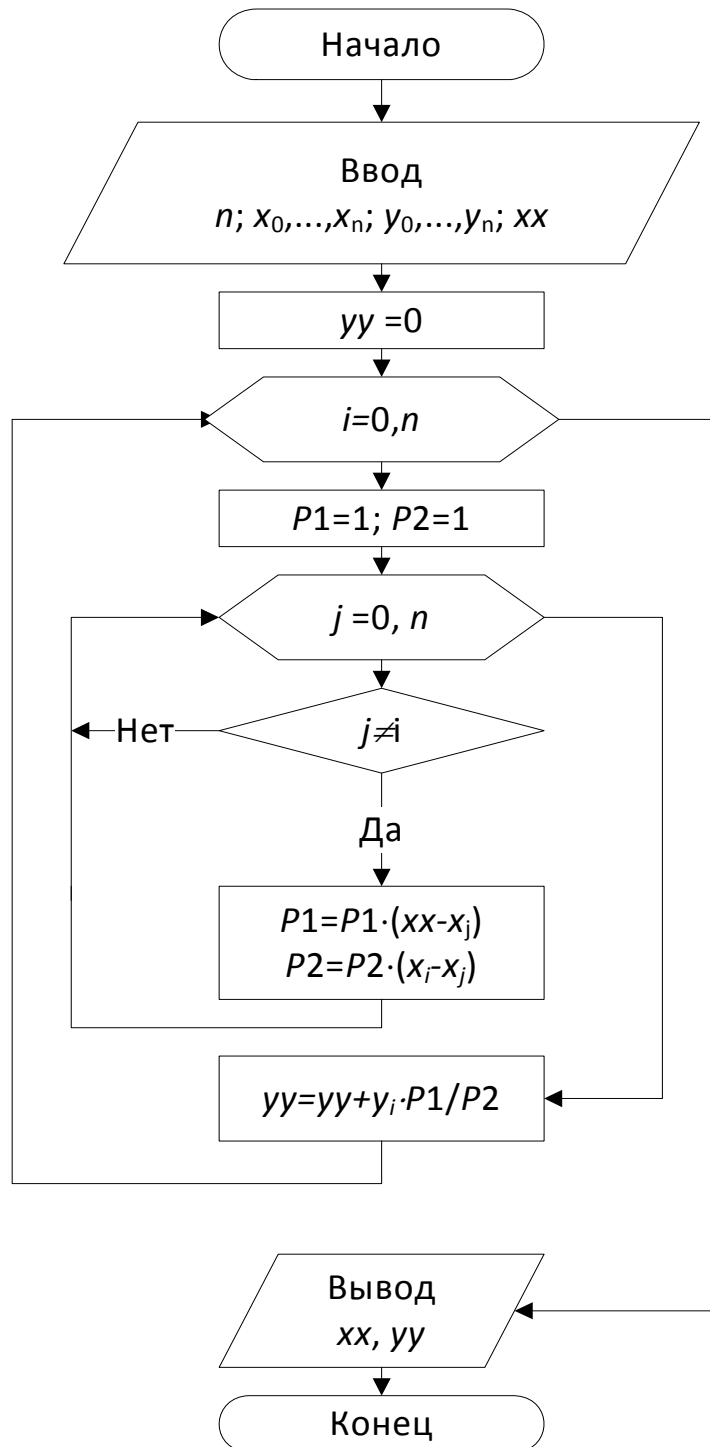 Начало
Ввод
n; x₀,...,xₙ; y₀,...,yₙ; xx
yy =0
i=0,n
P1=1; P2=1
j =0, n
j≠i
Нет
Да
P1=P1·(xx-xⱼ)
P2=P2·(xᵢ-xⱼ)
yy=yy+yᵢ·P1/P2
Вывод
xx, yy
Конец